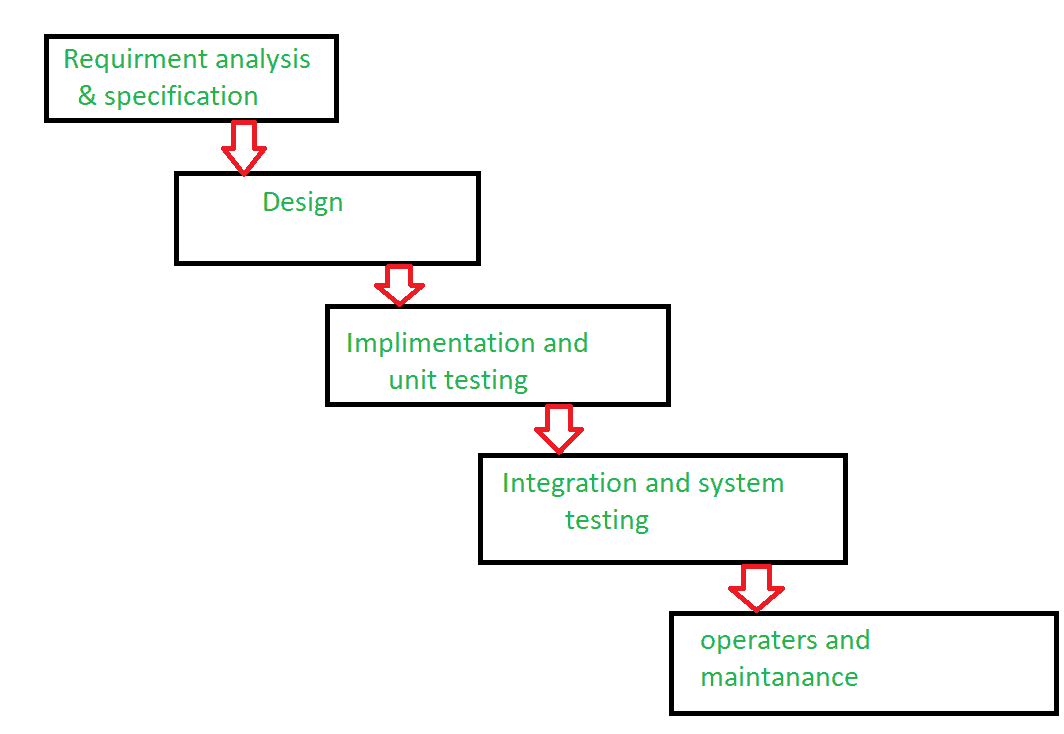 Requirment analysis
& specification
Design
Implimentation and
unit testing
Integration and system
testing
operaters and
maintanance